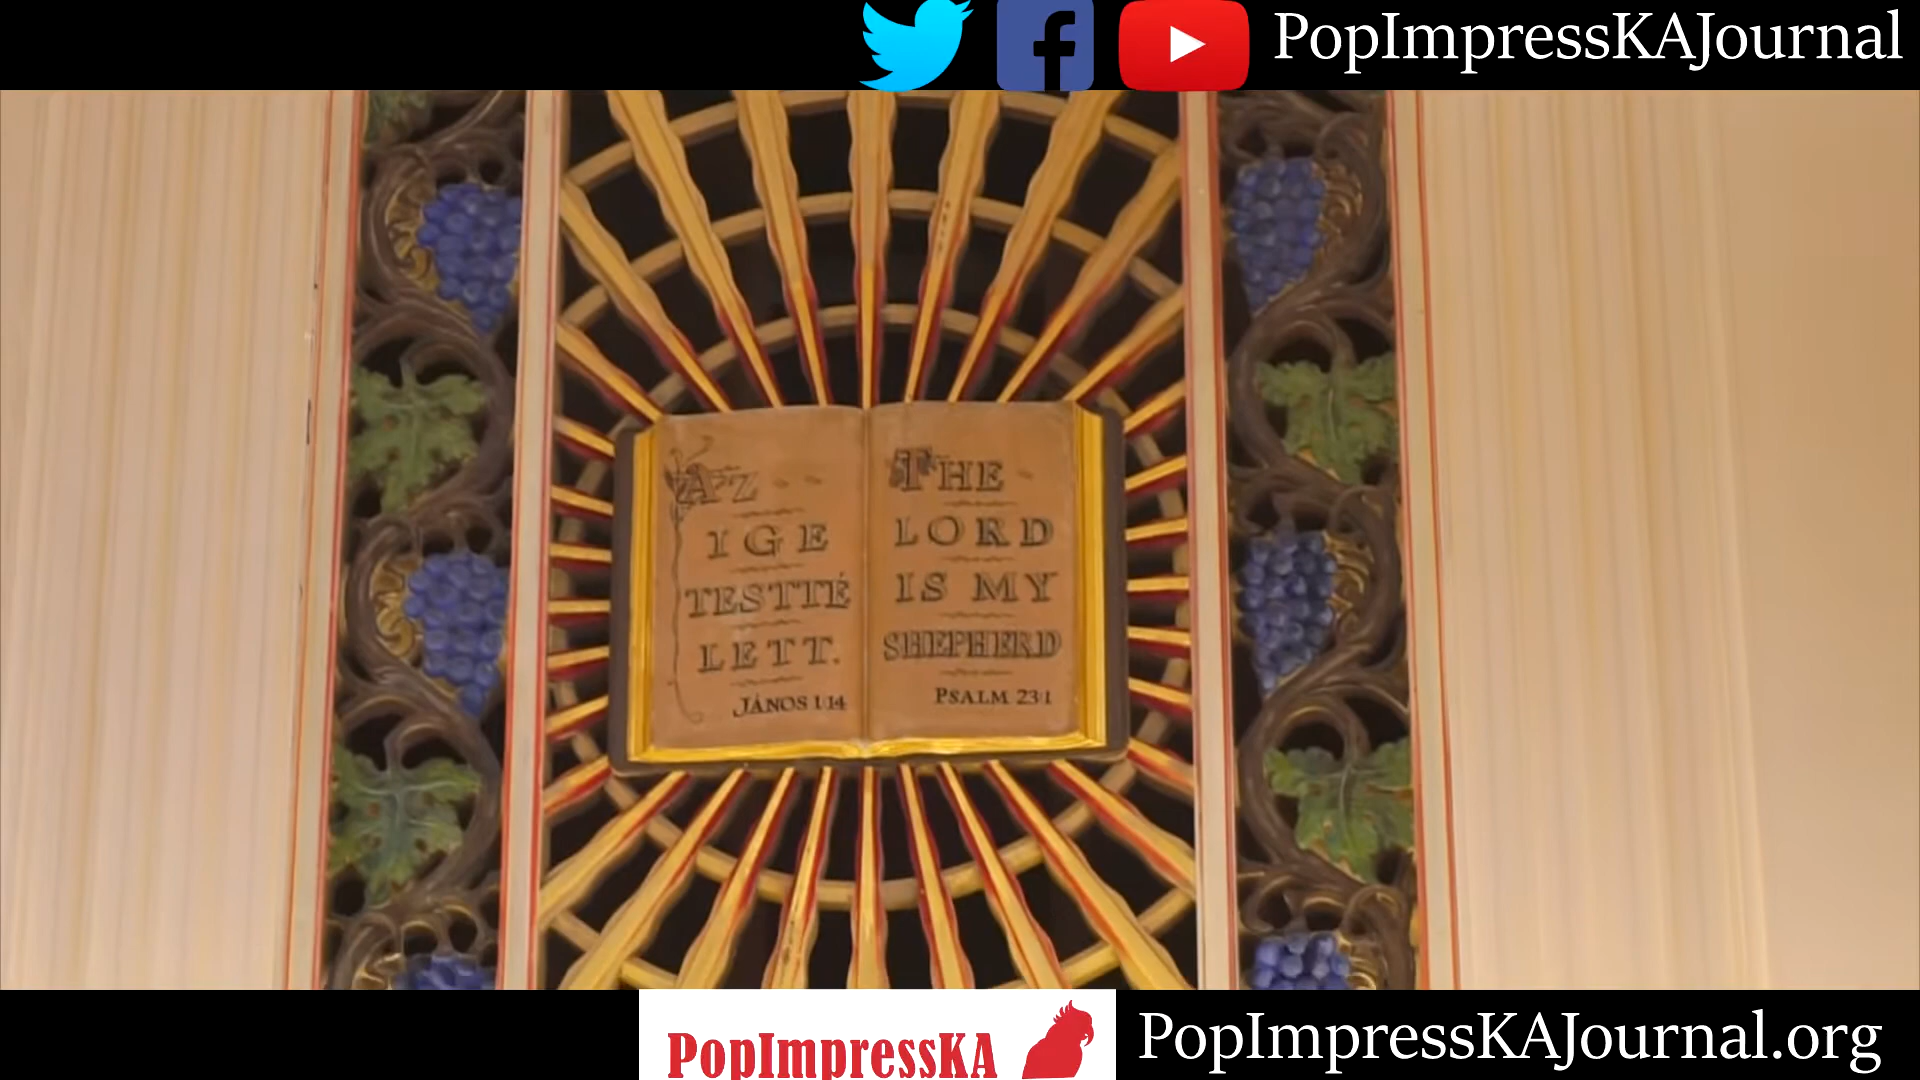 PopImpressKAJournal
AZ
IGE
TESTTÉ
LETT.
JÁNOS 1:14
THE
LORD
IS MY
SHEPHERD
PSALM 23:1
PopImpressKA
PopImpressKAJournal.org